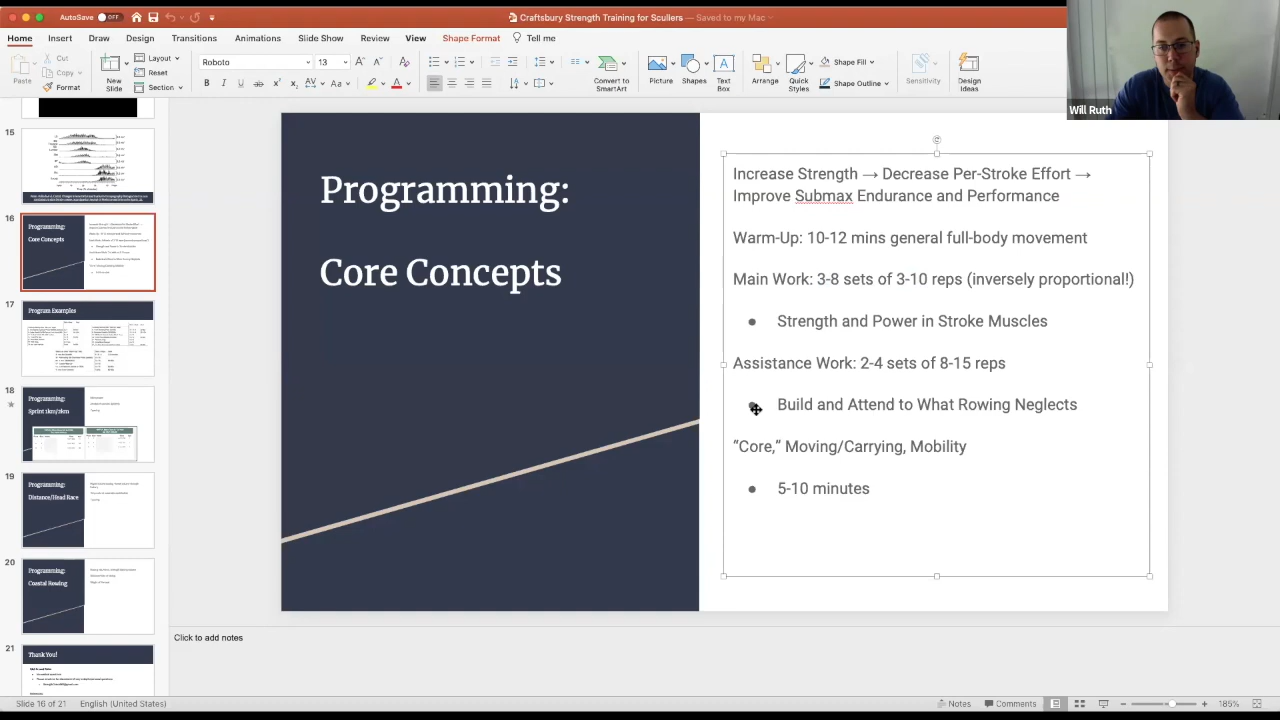 AutoSave OFF
Craftsbury Strength Training for Scullers — Saved to my Mac
Home Insert Draw Design Transitions Animations Slide Show Review View Shape Format Tell me
Paste
Cut
Copy
Format
New Slide
Layout
Reset
Section
Roboto 13
Convert to SmartArt
Picture
Shapes
Text Box
Arrange
Quick Styles
Shape Fill
Shape Outline
Sensitivity
Design Ideas
Will Ruth
15
16
Programming:
Core Concepts
17
Program Examples
18
Programming:
Sprint 1km/2km
19
Programming:
Distance/Head Race
20
Programming:
Coastal Rowing
21
Thank You!
Programming:
Core Concepts
Increase Strength → Decrease Per-Stroke Effort →
Improve Submax Endurance and Performance
Warm-Up: 10-12 mins general full-body movement
Main Work: 3-8 sets of 3-10 reps (inversely proportional!)
● Strength and Power in Stroke Muscles
Assistance Work: 2-4 sets of 8-15 reps
● Build and Attend to What Rowing Neglects
“Core,” Moving/Carrying, Mobility
● 5-10 minutes
Click to add notes
Slide 16 of 21 English (United States) Notes Comments 185%